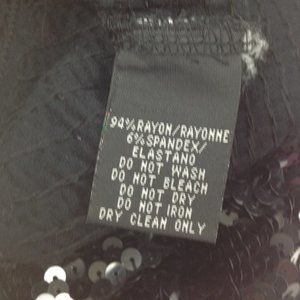 94%RAYON/RAYONNE
6%SPANDEX/
ELASTANO
DO NOT WASH
DO NOT BLEACH
DO NOT DRY
DO NOT IRON
DRY CLEAN ONLY